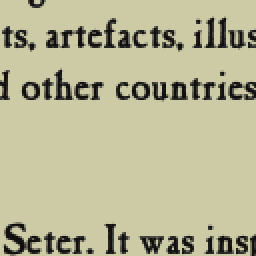 ts, artefacts, illus
d other countries
Seter. It was insp